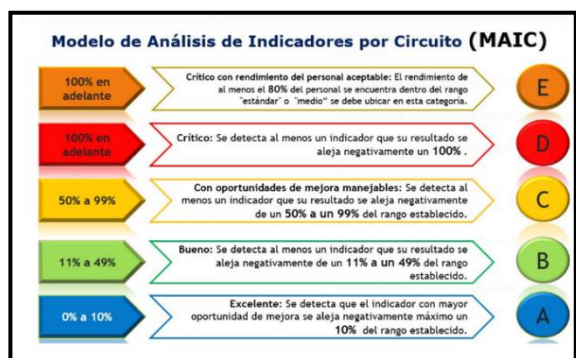 Modelo de Análisis de Indicadores por Circuito (MAIC)
100% en
adelante
Crítico con rendimiento del personal aceptable: El rendimiento de
al menos el 80% del personal se encuentra dentro del rango
"estándar" o "medio" se debe ubicar en esta categoría.
E
100% en
adelante
Crítico: Se detecta al menos un indicador que su resultado se
aleja negativamente un 100% .
D
50% a 99%
Con oportunidades de mejora manejables: Se detecta al
menos un indicador que su resultado se aleja negativamente
de un 50% a un 99% del rango establecido.
C
11% a 49%
Bueno: Se detecta al menos un indicador que su resultado se
aleja negativamente de un 11% a un 49% del rango
establecido.
B
0% a 10%
Excelente: Se detecta que el indicador con mayor
oportunidad de mejora se aleja negativamente máximo un
10% del rango establecido.
A